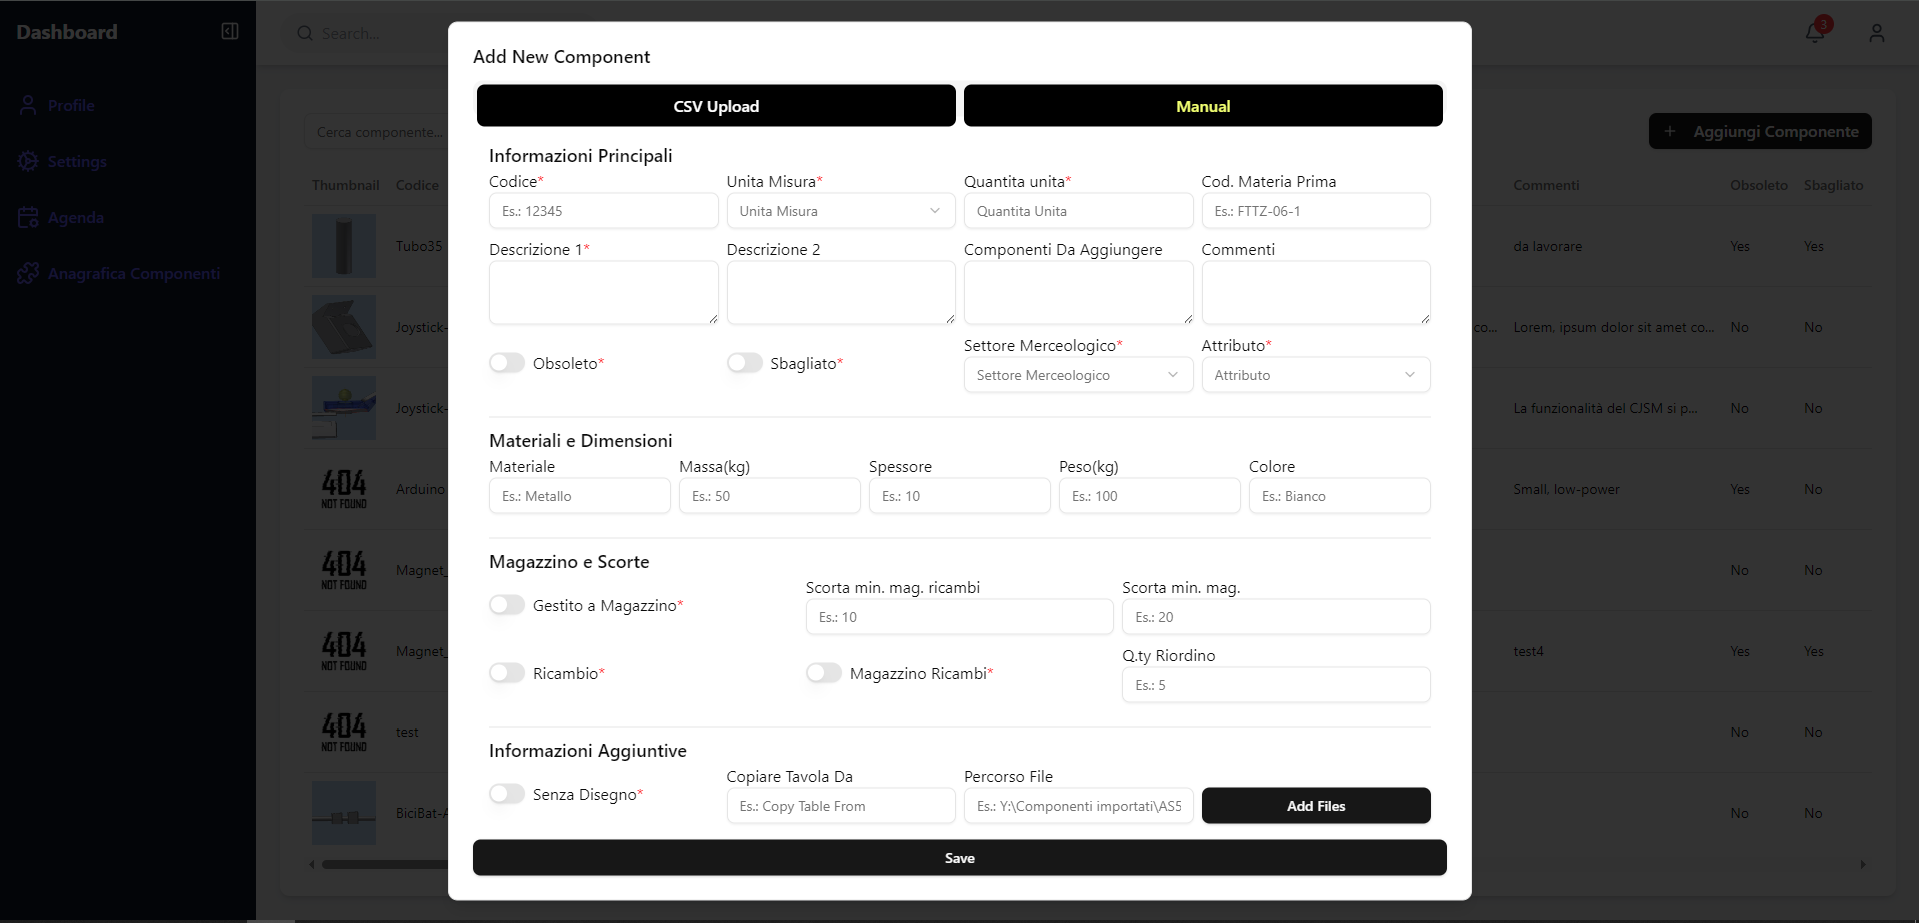 Dashboard
Search...
3
Profile
Settings
Agenda
Anagrafica Componenti
Cerca componente...
Aggiungi Componente
Thumbnail Codice Commenti Obsoleto Sbagliato
Tubo35 da lavorare Yes Yes
Joystick- co... Lorem, ipsum dolor sit amet co... No No
Joystick- La funzionalità del CJSM si p... No No
404 NOT FOUND Arduino Small, low-power Yes No
404 NOT FOUND Magnet_ No No
404 NOT FOUND Magnet_ test4 Yes Yes
404 NOT FOUND test No No
BiciBat-A No No
Add New Component
CSV Upload Manual
Informazioni Principali
Codice* Unita Misura* Quantita unita* Cod. Materia Prima
Es.: 12345 Unita Misura Quantita Unita Es.: FTTZ-06-1
Descrizione 1* Descrizione 2 Componenti Da Aggiungere Commenti
Obsoleto* Sbagliato* Settore Merceologico* Attributo*
Settore Merceologico Attributo
Materiali e Dimensioni
Materiale Massa(kg) Spessore Peso(kg) Colore
Es.: Metallo Es.: 50 Es.: 10 Es.: 100 Es.: Bianco
Magazzino e Scorte
Gestito a Magazzino* Scorta min. mag. ricambi Scorta min. mag.
Es.: 10 Es.: 20
Ricambio* Magazzino Ricambi* Q.ty Riordino
Es.: 5
Informazioni Aggiuntive
Senza Disegno* Copiare Tavola Da Percorso File
Es.: Copy Table From Es.: Y:\Componenti importati\AS5 Add Files
Save